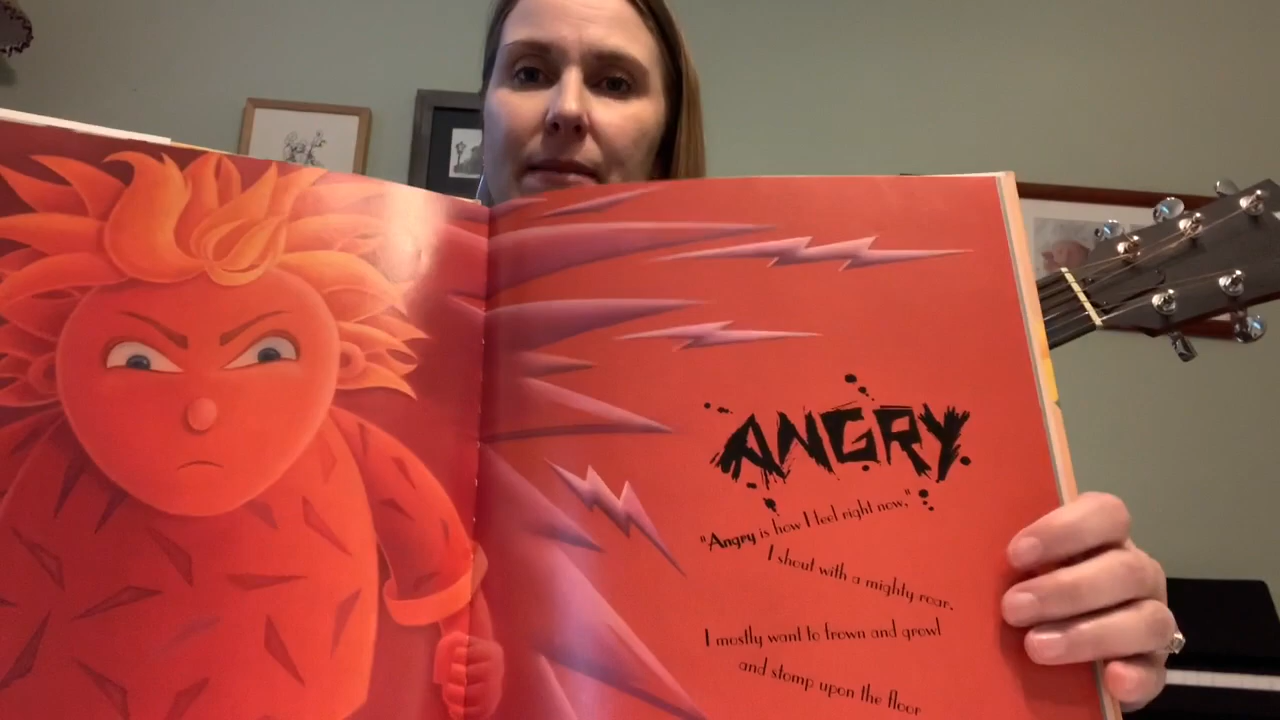 ANGRY
"Angry is how I feel right now,"
I shout with a mighty roar.
I mostly want to frown and growl
and stomp upon the floor